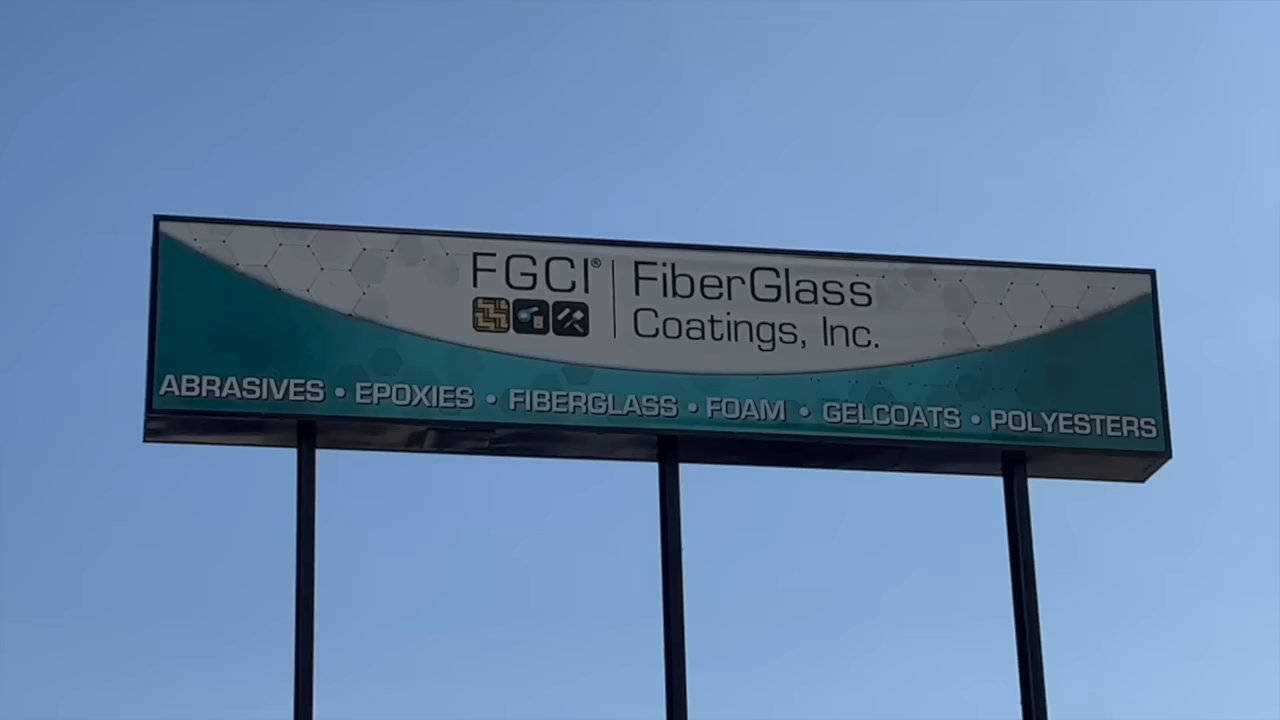 FGCI® | FiberGlass
Coatings, Inc.
ABRASIVES • EPOXIES • FIBERGLASS • FOAM • GELCOATS • POLYESTERS